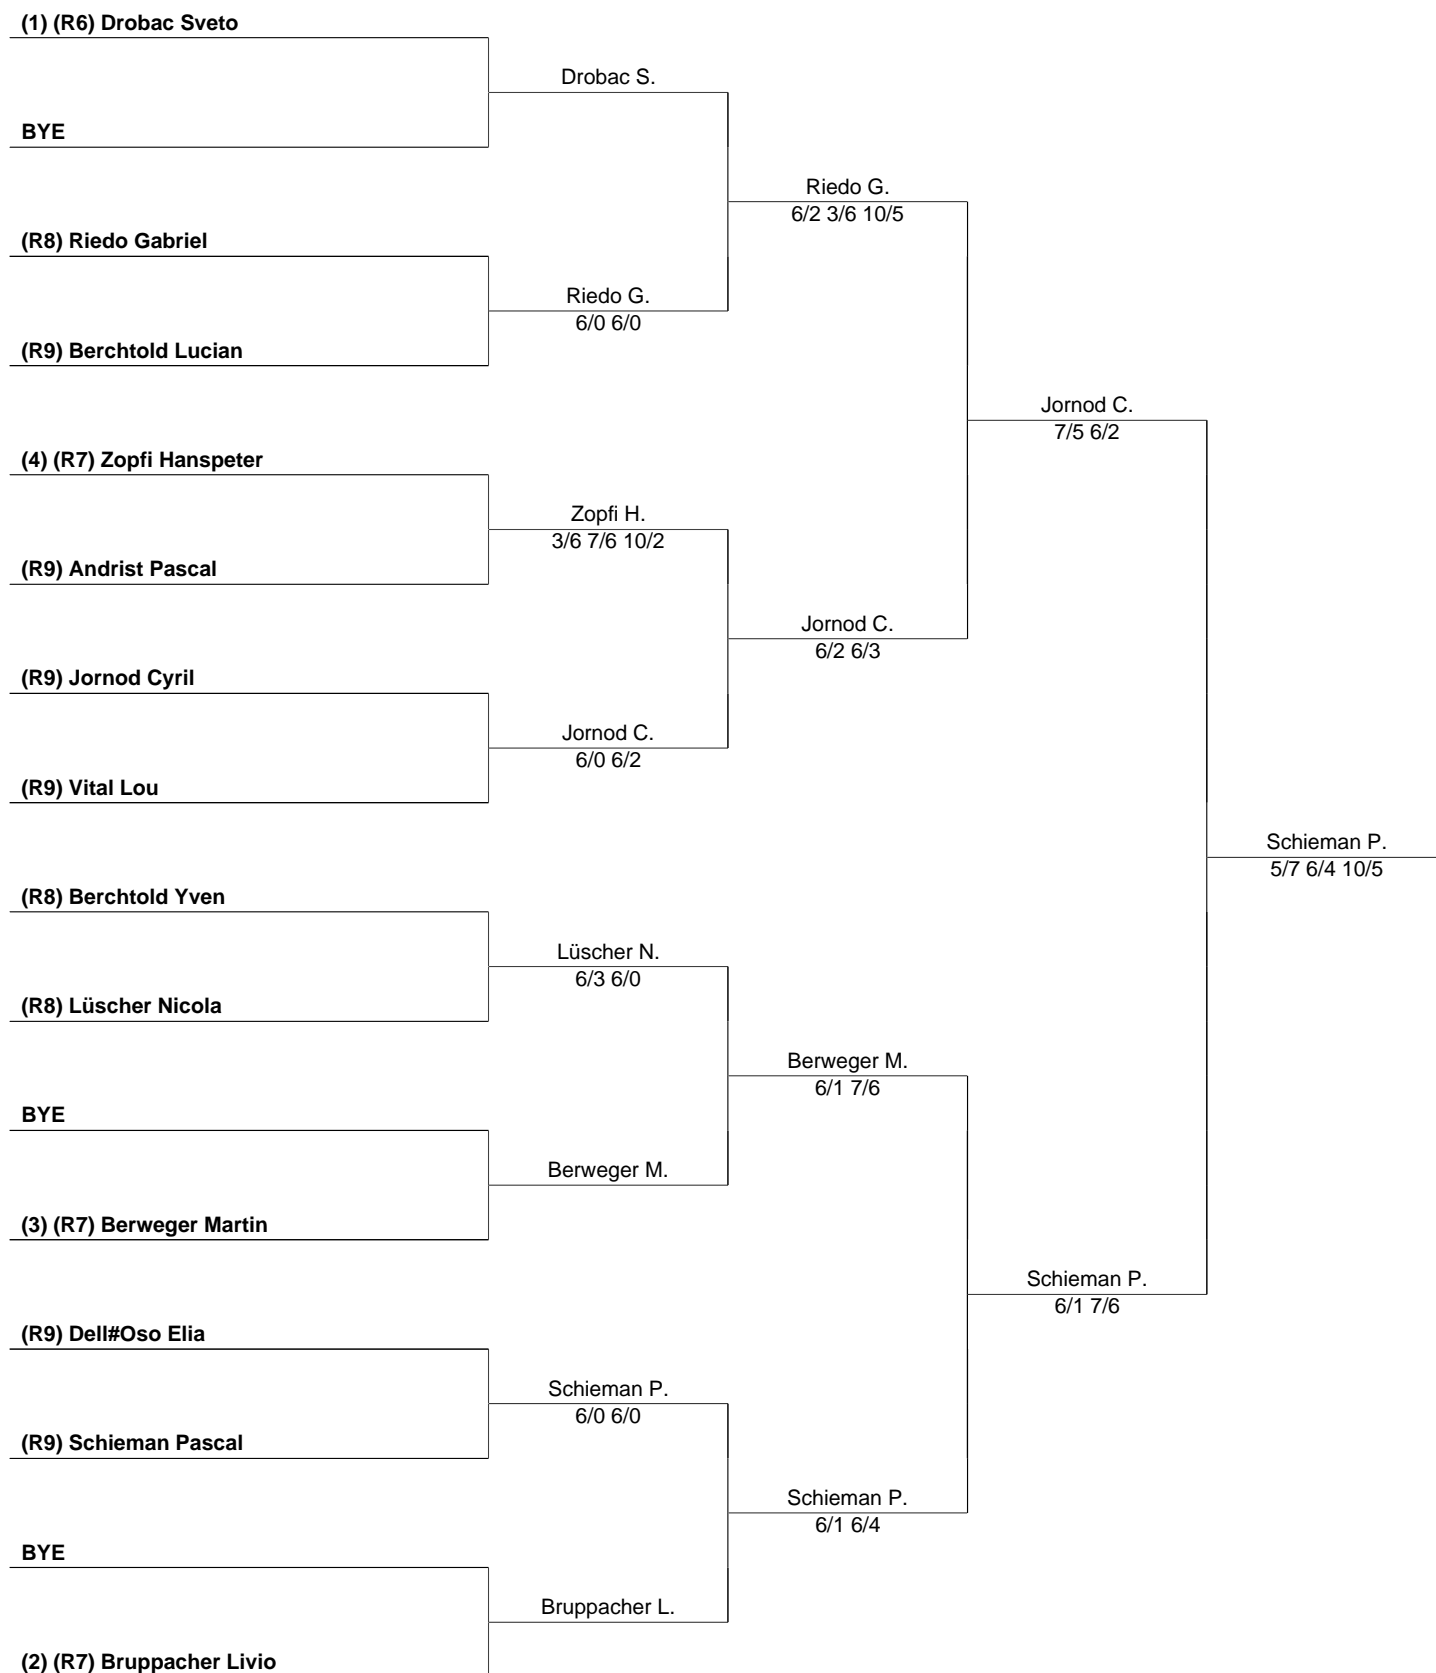 (1) (R6) Drobac Sveto
Drobac S.
BYE
Riedo G.
6/2 3/6 10/5
(R8) Riedo Gabriel
Riedo G.
6/0 6/0
(R9) Berchtold Lucian
Jornod C.
7/5 6/2
(4) (R7) Zopfi Hanspeter
Zopfi H.
3/6 7/6 10/2
(R9) Andrist Pascal
Jornod C.
6/2 6/3
(R9) Jornod Cyril
Jornod C.
6/0 6/2
(R9) Vital Lou
Schieman P.
5/7 6/4 10/5
(R8) Berchtold Yven
Lüscher N.
6/3 6/0
(R8) Lüscher Nicola
Berweger M.
6/1 7/6
BYE
Berweger M.
(3) (R7) Berweger Martin
Schieman P.
6/1 7/6
(R9) Dell#Oso Elia
Schieman P.
6/0 6/0
(R9) Schieman Pascal
Schieman P.
6/1 6/4
BYE
Bruppacher L.
(2) (R7) Bruppacher Livio